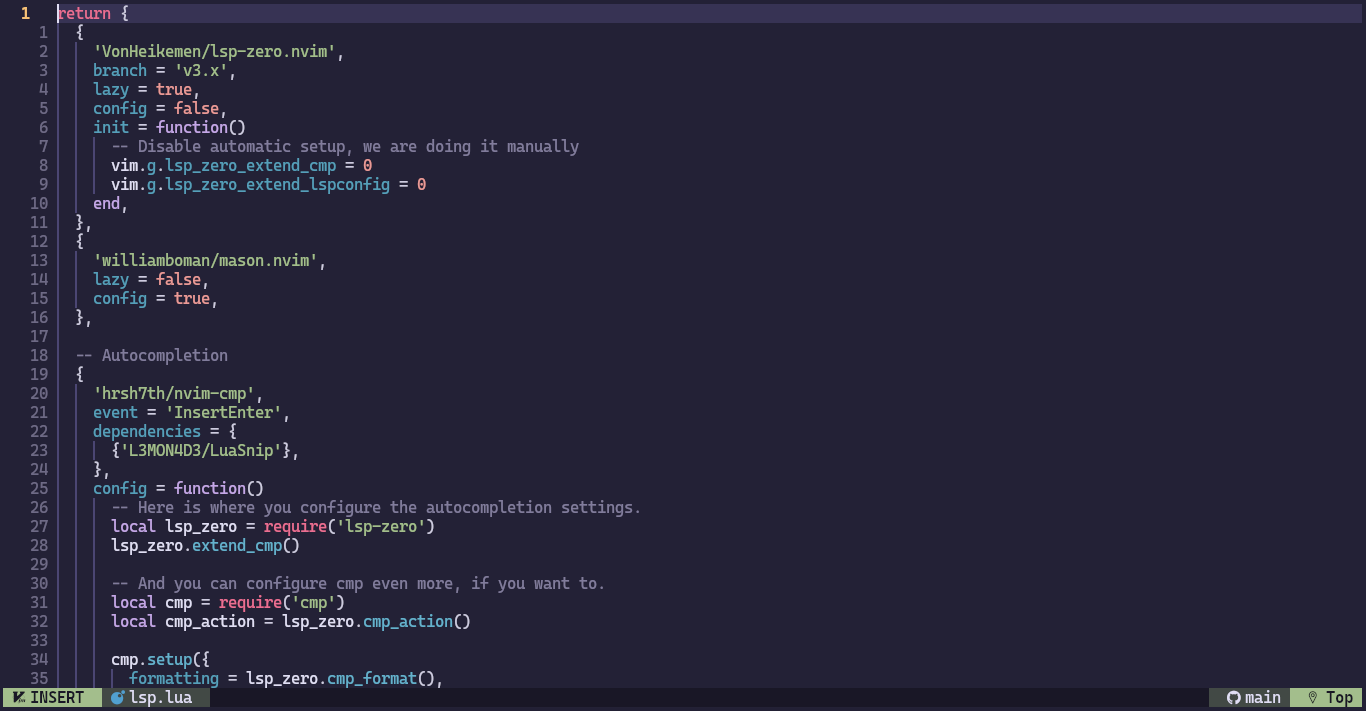 1 return {
1 {
2 'VonHeikemen/lsp-zero.nvim',
3 branch = 'v3.x',
4 lazy = true,
5 config = false,
6 init = function()
7 -- Disable automatic setup, we are doing it manually
8 vim.g.lsp_zero_extend_cmp = 0
9 vim.g.lsp_zero_extend_lspconfig = 0
10 end,
11 },
12 {
13 'williamboman/mason.nvim',
14 lazy = false,
15 config = true,
16 },
17
18 -- Autocompletion
19 {
20 'hrsh7th/nvim-cmp',
21 event = 'InsertEnter',
22 dependencies = {
23 {'L3MON4D3/LuaSnip'},
24 },
25 config = function()
26 -- Here is where you configure the autocompletion settings.
27 local lsp_zero = require('lsp-zero')
28 lsp_zero.extend_cmp()
29
30 -- And you can configure cmp even more, if you want to.
31 local cmp = require('cmp')
32 local cmp_action = lsp_zero.cmp_action()
33
34 cmp.setup({
35 formatting = lsp_zero.cmp_format(),
INSERT lsp.lua main Top